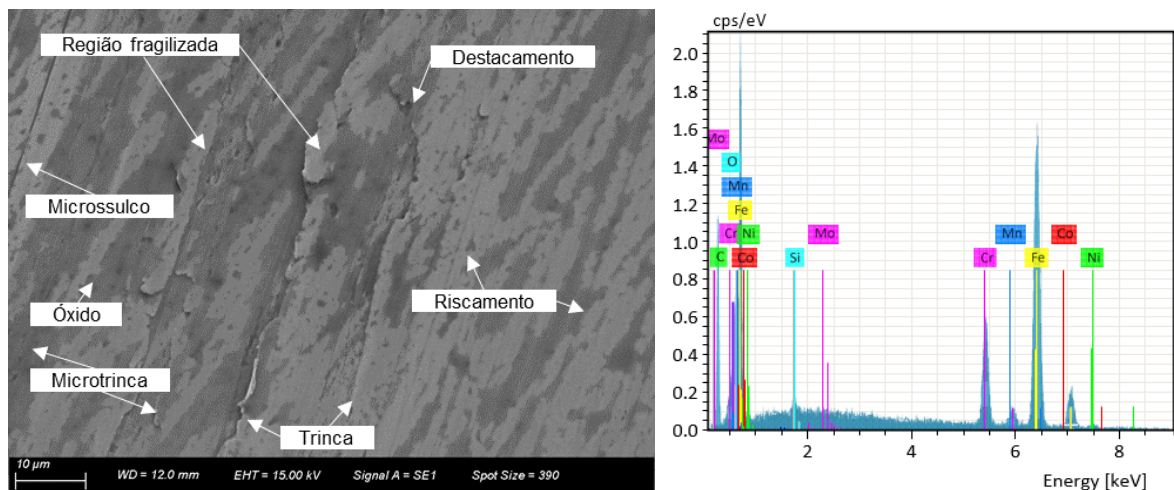 Região fragilizada
Destacamento
Microssulco
Riscamento
Óxido
Microtrinca
Trinca
10 µm
WD = 12.0 mm
EHT = 15.00 kV
Signal A = SE1
Spot Size = 390
cps/eV
2.0
1.8
1.6
1.4
1.2
1.0
0.8
0.6
0.4
0.2
0.0
Mo
O
Mn
Fe
Cr
Ni
C
Co
Si
Mo
Cr
Mn
Fe
Co
Ni
2
4
6
8
Energy [keV]